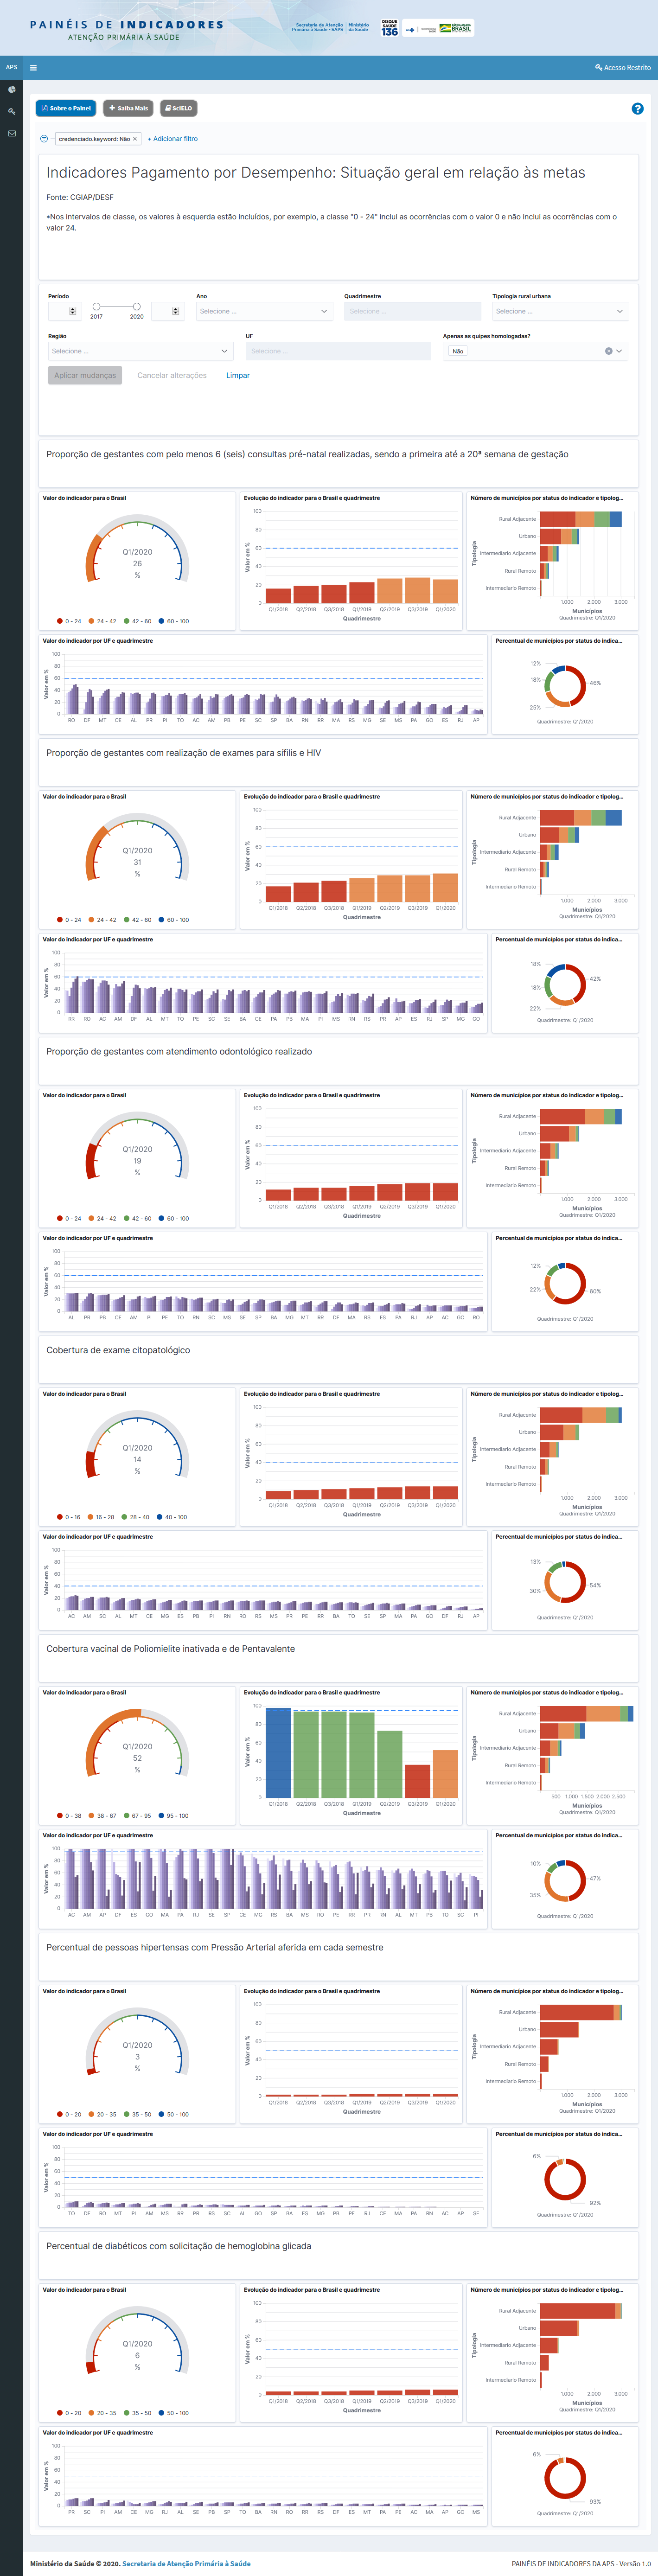 PAINÉIS DE INDICADORES
ATENÇÃO PRIMÁRIA À SAÚDE
Secretaria de Atenção Primária à Saúde - SAPS
Ministério da Saúde
DISQUE SAÚDE 136
BRASIL
APS
Acesso Restrito
Sobre o Painel
Saiba Mais
SciELO
credenciado.keyword: Não ×
+ Adicionar filtro
Indicadores Pagamento por Desempenho: Situação geral em relação às metas
Fonte: CGIAP/DESF
*Nos intervalos de classe, os valores à esquerda estão incluídos, por exemplo, a classe "0 - 24" inclui as ocorrências com o valor 0 e não inclui as ocorrências com o
valor 24.
Período
2017
2020
Ano
Selecione ...
Quadrimestre
Selecione ...
Tipologia rural urbana
Selecione ...
Região
Selecione ...
UF
Selecione ...
Apenas as quipes homologadas?
Não
Aplicar mudanças
Cancelar alterações
Limpar
Proporção de gestantes com pelo menos 6 (seis) consultas pré-natal realizadas, sendo a primeira até a 20ª semana de gestação
Valor do indicador para o Brasil
Q1/2020
26
%
0 - 24 24 - 42 42 - 60 60 - 100
Evolução do indicador para o Brasil e quadrimestre
Valor em %
100
80
60
40
20
0
Q1/2018 Q2/2018 Q3/2018 Q1/2019 Q2/2019 Q3/2019 Q1/2020
Quadrimestre
Número de municípios por status do indicador e tipolog...
Tipologia
Rural Adjacente
Urbano
Intermediario Adjacente
Rural Remoto
Intermediario Remoto
1.000 2.000 3.000
Municípios
Quadrimestre: Q1/2020
Valor do indicador por UF e quadrimestre
Valor em %
100
80
60
40
20
0
RO DF MT CE AL PR PI TO AC AM PB PE SC SP BA RN RR MA RS MG SE MS PA GO ES RJ AP
Percentual de municípios por status do indica...
12%
18%
25%
46%
Quadrimestre: Q1/2020
Proporção de gestantes com realização de exames para sífilis e HIV
Valor do indicador para o Brasil
Q1/2020
31
%
0 - 24 24 - 42 42 - 60 60 - 100
Evolução do indicador para o Brasil e quadrimestre
Valor em %
100
80
60
40
20
0
Q1/2018 Q2/2018 Q3/2018 Q1/2019 Q2/2019 Q3/2019 Q1/2020
Quadrimestre
Número de municípios por status do indicador e tipolog...
Tipologia
Rural Adjacente
Urbano
Intermediario Adjacente
Rural Remoto
Intermediario Remoto
1.000 2.000 3.000
Municípios
Quadrimestre: Q1/2020
Valor do indicador por UF e quadrimestre
Valor em %
100
80
60
40
20
0
RR RO AC AM DF AL MT TO PE SC SE BA CE PA PB MA PI MS RN RS PR AP ES RJ SP MG GO
Percentual de municípios por status do indica...
18%
18%
22%
42%
Quadrimestre: Q1/2020
Proporção de gestantes com atendimento odontológico realizado
Valor do indicador para o Brasil
Q1/2020
19
%
0 - 24 24 - 42 42 - 60 60 - 100
Evolução do indicador para o Brasil e quadrimestre
Valor em %
100
80
60
40
20
0
Q1/2018 Q2/2018 Q3/2018 Q1/2019 Q2/2019 Q3/2019 Q1/2020
Quadrimestre
Número de municípios por status do indicador e tipolog...
Tipologia
Rural Adjacente
Urbano
Intermediario Adjacente
Rural Remoto
Intermediario Remoto
1.000 2.000 3.000
Municípios
Quadrimestre: Q1/2020
Valor do indicador por UF e quadrimestre
Valor em %
100
80
60
40
20
0
AL PR PB CE AM PI PE TO RN SC MS SE SP BA MG MT RR DF MA RS ES PA RJ AP AC GO RO
Percentual de municípios por status do indica...
12%
22%
60%
Quadrimestre: Q1/2020
Cobertura de exame citopatológico
Valor do indicador para o Brasil
Q1/2020
14
%
0 - 16 16 - 28 28 - 40 40 - 100
Evolução do indicador para o Brasil e quadrimestre
Valor em %
100
80
60
40
20
0
Q1/2018 Q2/2018 Q3/2018 Q1/2019 Q2/2019 Q3/2019 Q1/2020
Quadrimestre
Número de municípios por status do indicador e tipolog...
Tipologia
Rural Adjacente
Urbano
Intermediario Adjacente
Rural Remoto
Intermediario Remoto
1.000 2.000 3.000
Municípios
Quadrimestre: Q1/2020
Valor do indicador por UF e quadrimestre
Valor em %
100
80
60
40
20
0
AC AM SC AL MT CE MG ES PB PI RN RO RS MS PR PE RR BA TO SE SP MA PA GO DF RJ AP
Percentual de municípios por status do indica...
13%
30%
54%
Quadrimestre: Q1/2020
Cobertura vacinal de Poliomielite inativada e de Pentavalente
Valor do indicador para o Brasil
Q1/2020
52
%
0 - 38 38 - 67 67 - 95 95 - 100
Evolução do indicador para o Brasil e quadrimestre
Valor em %
100
80
60
40
20
0
Q1/2018 Q2/2018 Q3/2018 Q1/2019 Q2/2019 Q3/2019 Q1/2020
Quadrimestre
Número de municípios por status do indicador e tipolog...
Tipologia
Rural Adjacente
Urbano
Intermediario Adjacente
Rural Remoto
Intermediario Remoto
500 1.000 1.500 2.000 2.500
Municípios
Quadrimestre: Q1/2020
Valor do indicador por UF e quadrimestre
Valor em %
100
80
60
40
20
0
AC AM AP DF ES GO MA PA RJ SE SP CE MG RS BA MS RO PE RR PR RN AL MT PB TO SC PI
Percentual de municípios por status do indica...
10%
35%
47%
Quadrimestre: Q1/2020
Percentual de pessoas hipertensas com Pressão Arterial aferida em cada semestre
Valor do indicador para o Brasil
Q1/2020
3
%
0 - 20 20 - 35 35 - 50 50 - 100
Evolução do indicador para o Brasil e quadrimestre
Valor em %
100
80
60
40
20
0
Q1/2018 Q2/2018 Q3/2018 Q1/2019 Q2/2019 Q3/2019 Q1/2020
Quadrimestre
Número de municípios por status do indicador e tipolog...
Tipologia
Rural Adjacente
Urbano
Intermediario Adjacente
Rural Remoto
Intermediario Remoto
1.000 2.000 3.000
Municípios
Quadrimestre: Q1/2020
Valor do indicador por UF e quadrimestre
Valor em %
100
80
60
40
20
0
TO DF RO MT PI AM MS RR PR RS SC AL GO SP BA ES MG PB PE RJ CE MA PA RN AC AP SE
Percentual de municípios por status do indica...
6%
92%
Quadrimestre: Q1/2020
Percentual de diabéticos com solicitação de hemoglobina glicada
Valor do indicador para o Brasil
Q1/2020
6
%
0 - 20 20 - 35 35 - 50 50 - 100
Evolução do indicador para o Brasil e quadrimestre
Valor em %
100
80
60
40
20
0
Q1/2018 Q2/2018 Q3/2018 Q1/2019 Q2/2019 Q3/2019 Q1/2020
Quadrimestre
Número de municípios por status do indicador e tipolog...
Tipologia
Rural Adjacente
Urbano
Intermediario Adjacente
Rural Remoto
Intermediario Remoto
1.000 2.000 3.000
Municípios
Quadrimestre: Q1/2020
Valor do indicador por UF e quadrimestre
Valor em %
100
80
60
40
20
0
PR SC PI AM CE MG RJ AL SE PB SP TO BA RN RO RR RS DF ES MT PA PE AC MA AP GO MS
Percentual de municípios por status do indica...
6%
93%
Quadrimestre: Q1/2020
Ministério da Saúde © 2020. Secretaria de Atenção Primária à Saúde
PAINÉIS DE INDICADORES DA APS - Versão 1.0